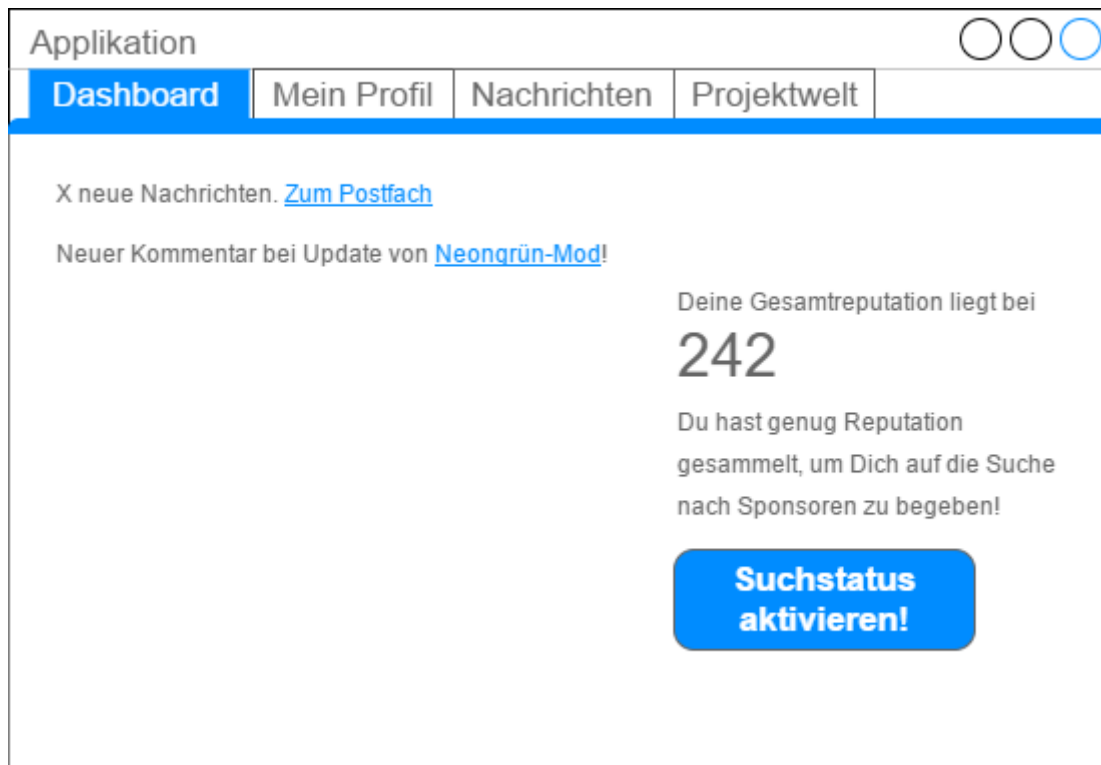 Applikation
Dashboard Mein Profil Nachrichten Projektwelt
X neue Nachrichten. Zum Postfach
Neuer Kommentar bei Update von Neongrün-Mod!
Deine Gesamtreputation liegt bei
242
Du hast genug Reputation
gesammelt, um Dich auf die Suche
nach Sponsoren zu begeben!
Suchstatus
aktivieren!